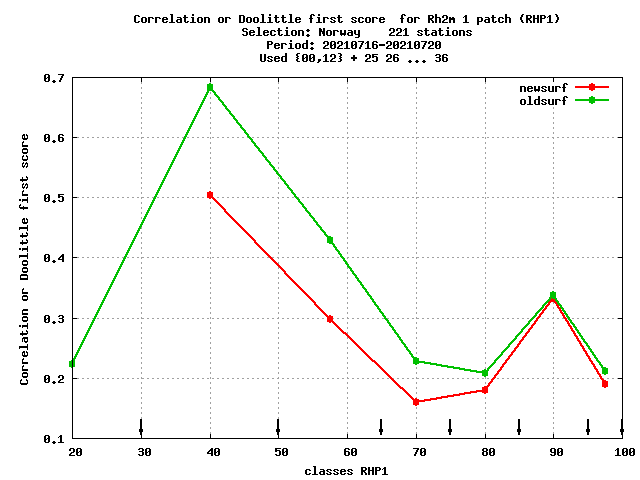 Correlation or Doolittle first score  for Rh2m 1 patch (RHP1)
Selection: Norway    221 stations
Period: 20210716-20210720
Used {00,12} + 25 26 ... 36
newsurf
oldsurf
Correlation or Doolittle first score
0.7
0.6
0.5
0.4
0.3
0.2
0.1
20 30 40 50 60 70 80 90 100
classes RHP1